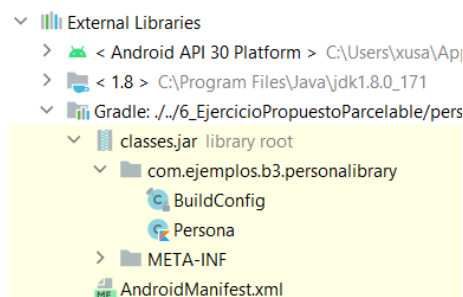 External Libraries
< Android API 30 Platform > C:\Users\xusa\Ap
< 1.8 > C:\Program Files\Java\jdk1.8.0_171
Gradle: ./../6_EjercicioPropuestoParcelable/pers
classes.jar library root
com.ejemplos.b3.personalibrary
BuildConfig
Persona
META-INF
AndroidManifest.xml